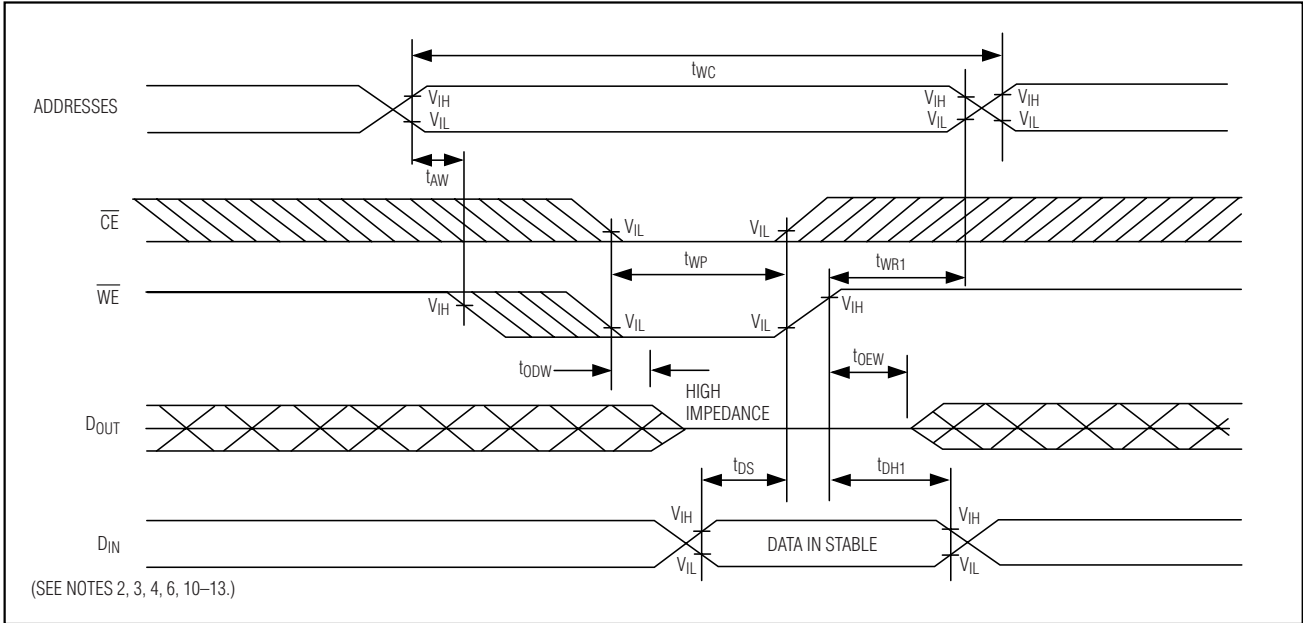 tWC
ADDRESSES
VIH
VIL
VIH
VIL
VIH
VIL
tAW
CE
VIL
VIL
tWP
tWR1
WE
VIH
VIL
VIL
VIH
tODW
tOEW
HIGH
IMPEDANCE
DOUT
tDS
tDH1
VIH
VIH
DIN
DATA IN STABLE
VIL
VIL
(SEE NOTES 2, 3, 4, 6, 10–13.)